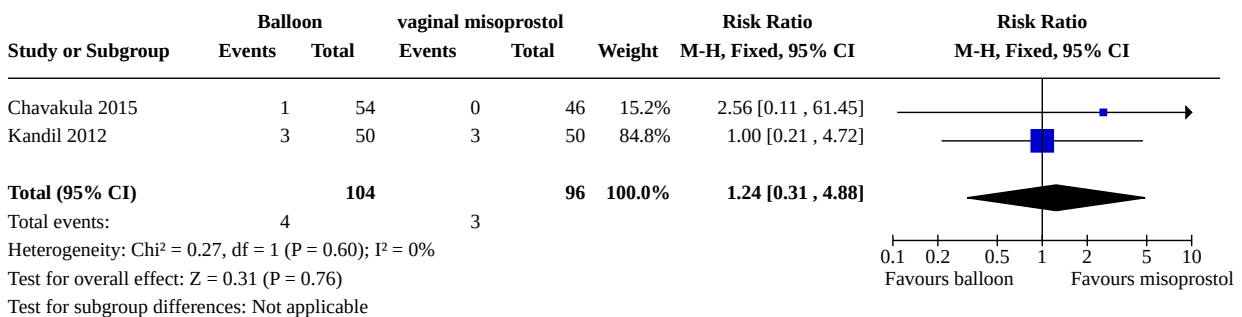 Balloon vaginal misoprostol Risk Ratio Risk Ratio
Study or Subgroup Events Total Events Total Weight M-H, Fixed, 95% CI M-H, Fixed, 95% CI
Chavakula 2015 1 54 0 46 15.2% 2.56 [0.11 , 61.45]
Kandil 2012 3 50 3 50 84.8% 1.00 [0.21 , 4.72]
Total (95% CI) 104 96 100.0% 1.24 [0.31 , 4.88]
Total events: 4 3
Heterogeneity: Chi² = 0.27, df = 1 (P = 0.60); I² = 0%
0.1 0.2 0.5 1 2 5 10
Test for overall effect: Z = 0.31 (P = 0.76)
Favours balloon Favours misoprostol
Test for subgroup differences: Not applicable